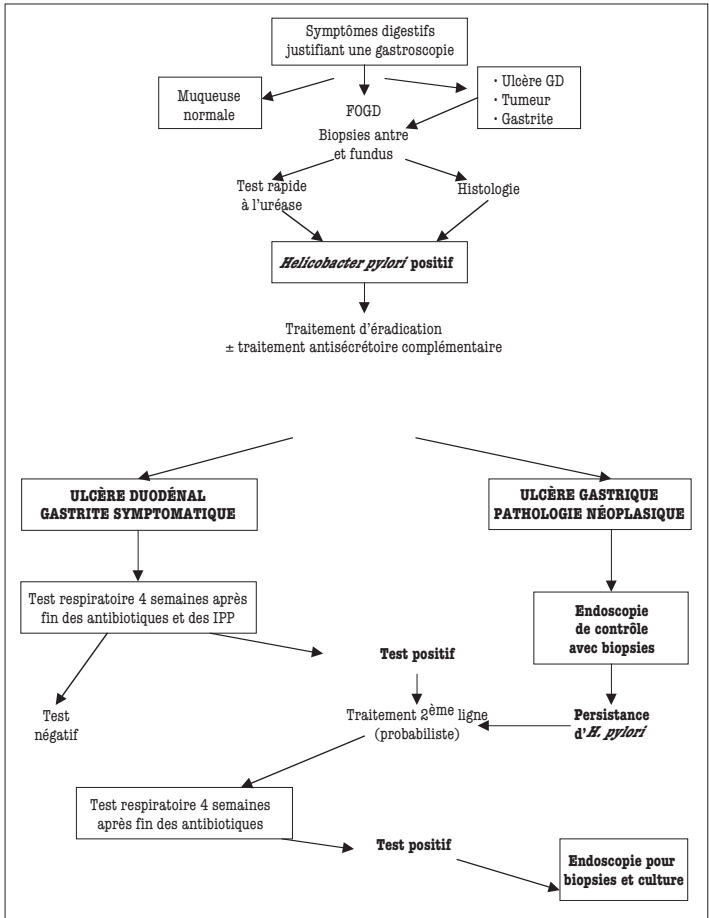 Symptômes digestifs
justifiant une gastroscopie
Muqueuse
normale
FOGD
Biopsies antre
et fundus
· Ulcère GD
· Tumeur
· Gastrite
Test rapide
à l'uréase
Histologie
Helicobacter pylori positif
Traitement d'éradication
± traitement antisécrétoire complémentaire
ULCÈRE DUODÉNAL
GASTRITE SYMPTOMATIQUE
ULCÈRE GASTRIQUE
PATHOLOGIE NÉOPLASIQUE
Test respiratoire 4 semaines après
fin des antibiotiques et des IPP
Endoscopie
de contrôle
avec biopsies
Test positif
Test
négatif
Traitement 2ème ligne
(probabiliste)
Persistance
d'H. pylori
Test respiratoire 4 semaines
après fin des antibiotiques
Test positif
Endoscopie pour
biopsies et culture